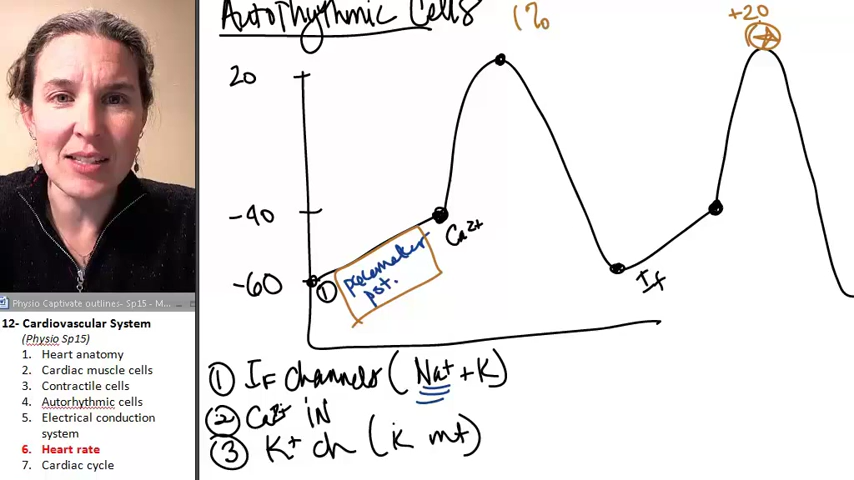 Autorhythmic Cells
1%
+20
20
-40
-60
Ca2+
①
pacemaker
pot.
If
① IF channels (Na+ + K)
② Ca2+ IN
③ K+ ch (
Physio Captivate outlines- Sp15 - M...
12- Cardiovascular System
(Physio Sp15)
1. Heart anatomy
2. Cardiac muscle cells
3. Contractile cells
4. Autorhythmic cells
5. Electrical conduction
system
6. Heart rate
7. Cardiac cycle